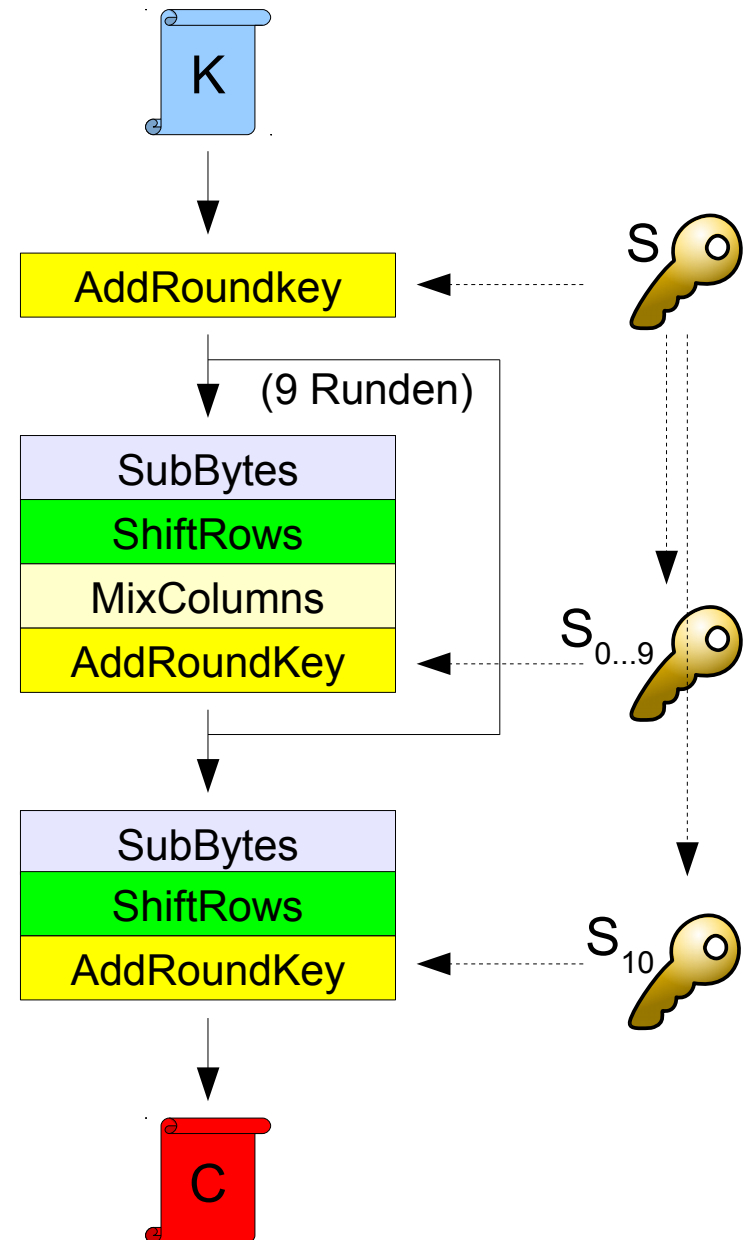 K
S
AddRoundkey
(9 Runden)
SubBytes
ShiftRows
MixColumns
S0...9
AddRoundKey
SubBytes
ShiftRows
S10
AddRoundKey
C